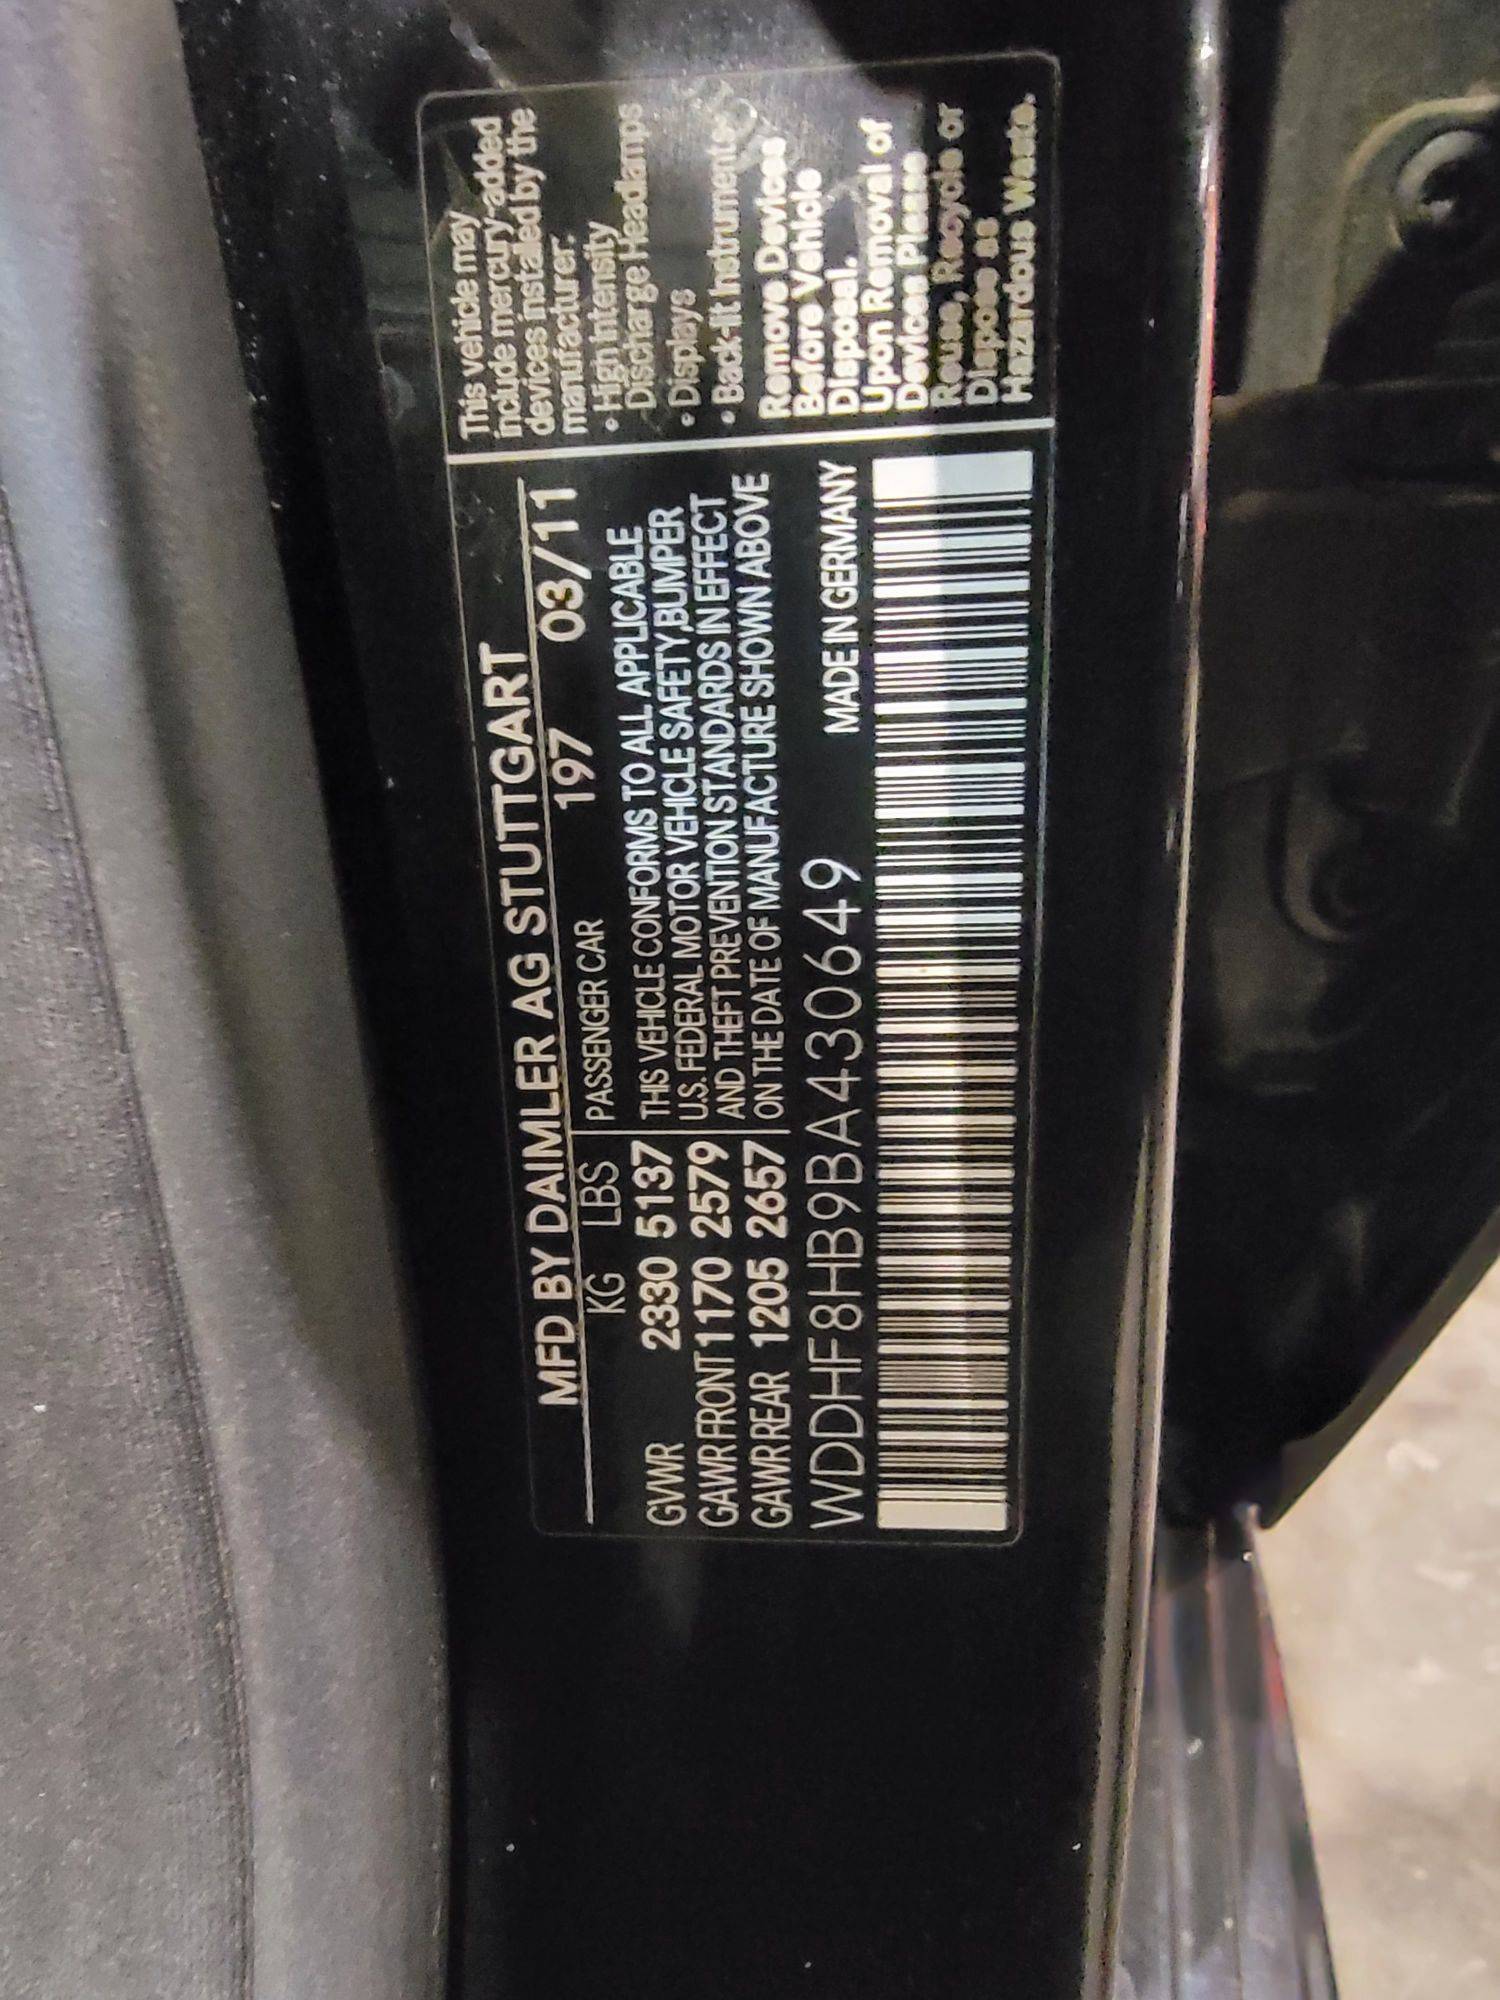 MFD BY DAIMLER AG STUTTGART
KG LBS PASSENGER CAR 197 03/11
GVWR 2330 5137
GAWR FRONT 1170 2579
GAWR REAR 1205 2657
THIS VEHICLE CONFORMS TO ALL APPLICABLE
U.S. FEDERAL MOTOR VEHICLE SAFETY,BUMPER
AND THEFT PREVENTION STANDARDS IN EFFECT
ON THE DATE OF MANUFACTURE SHOWN ABOVE
WDDHF8HB9BA430649 MADE IN GERMANY
This vehicle may
include mercury-added
devices installed by the
manufacturer:
• High intensity
Discharge Headlamps
• Displays
• Back-lit Instruments
Remove Devices
Before Vehicle
Disposal.
Upon Removal of
Devices Please
Reuse, Recycle or
Dispose as
Hazardous Waste.